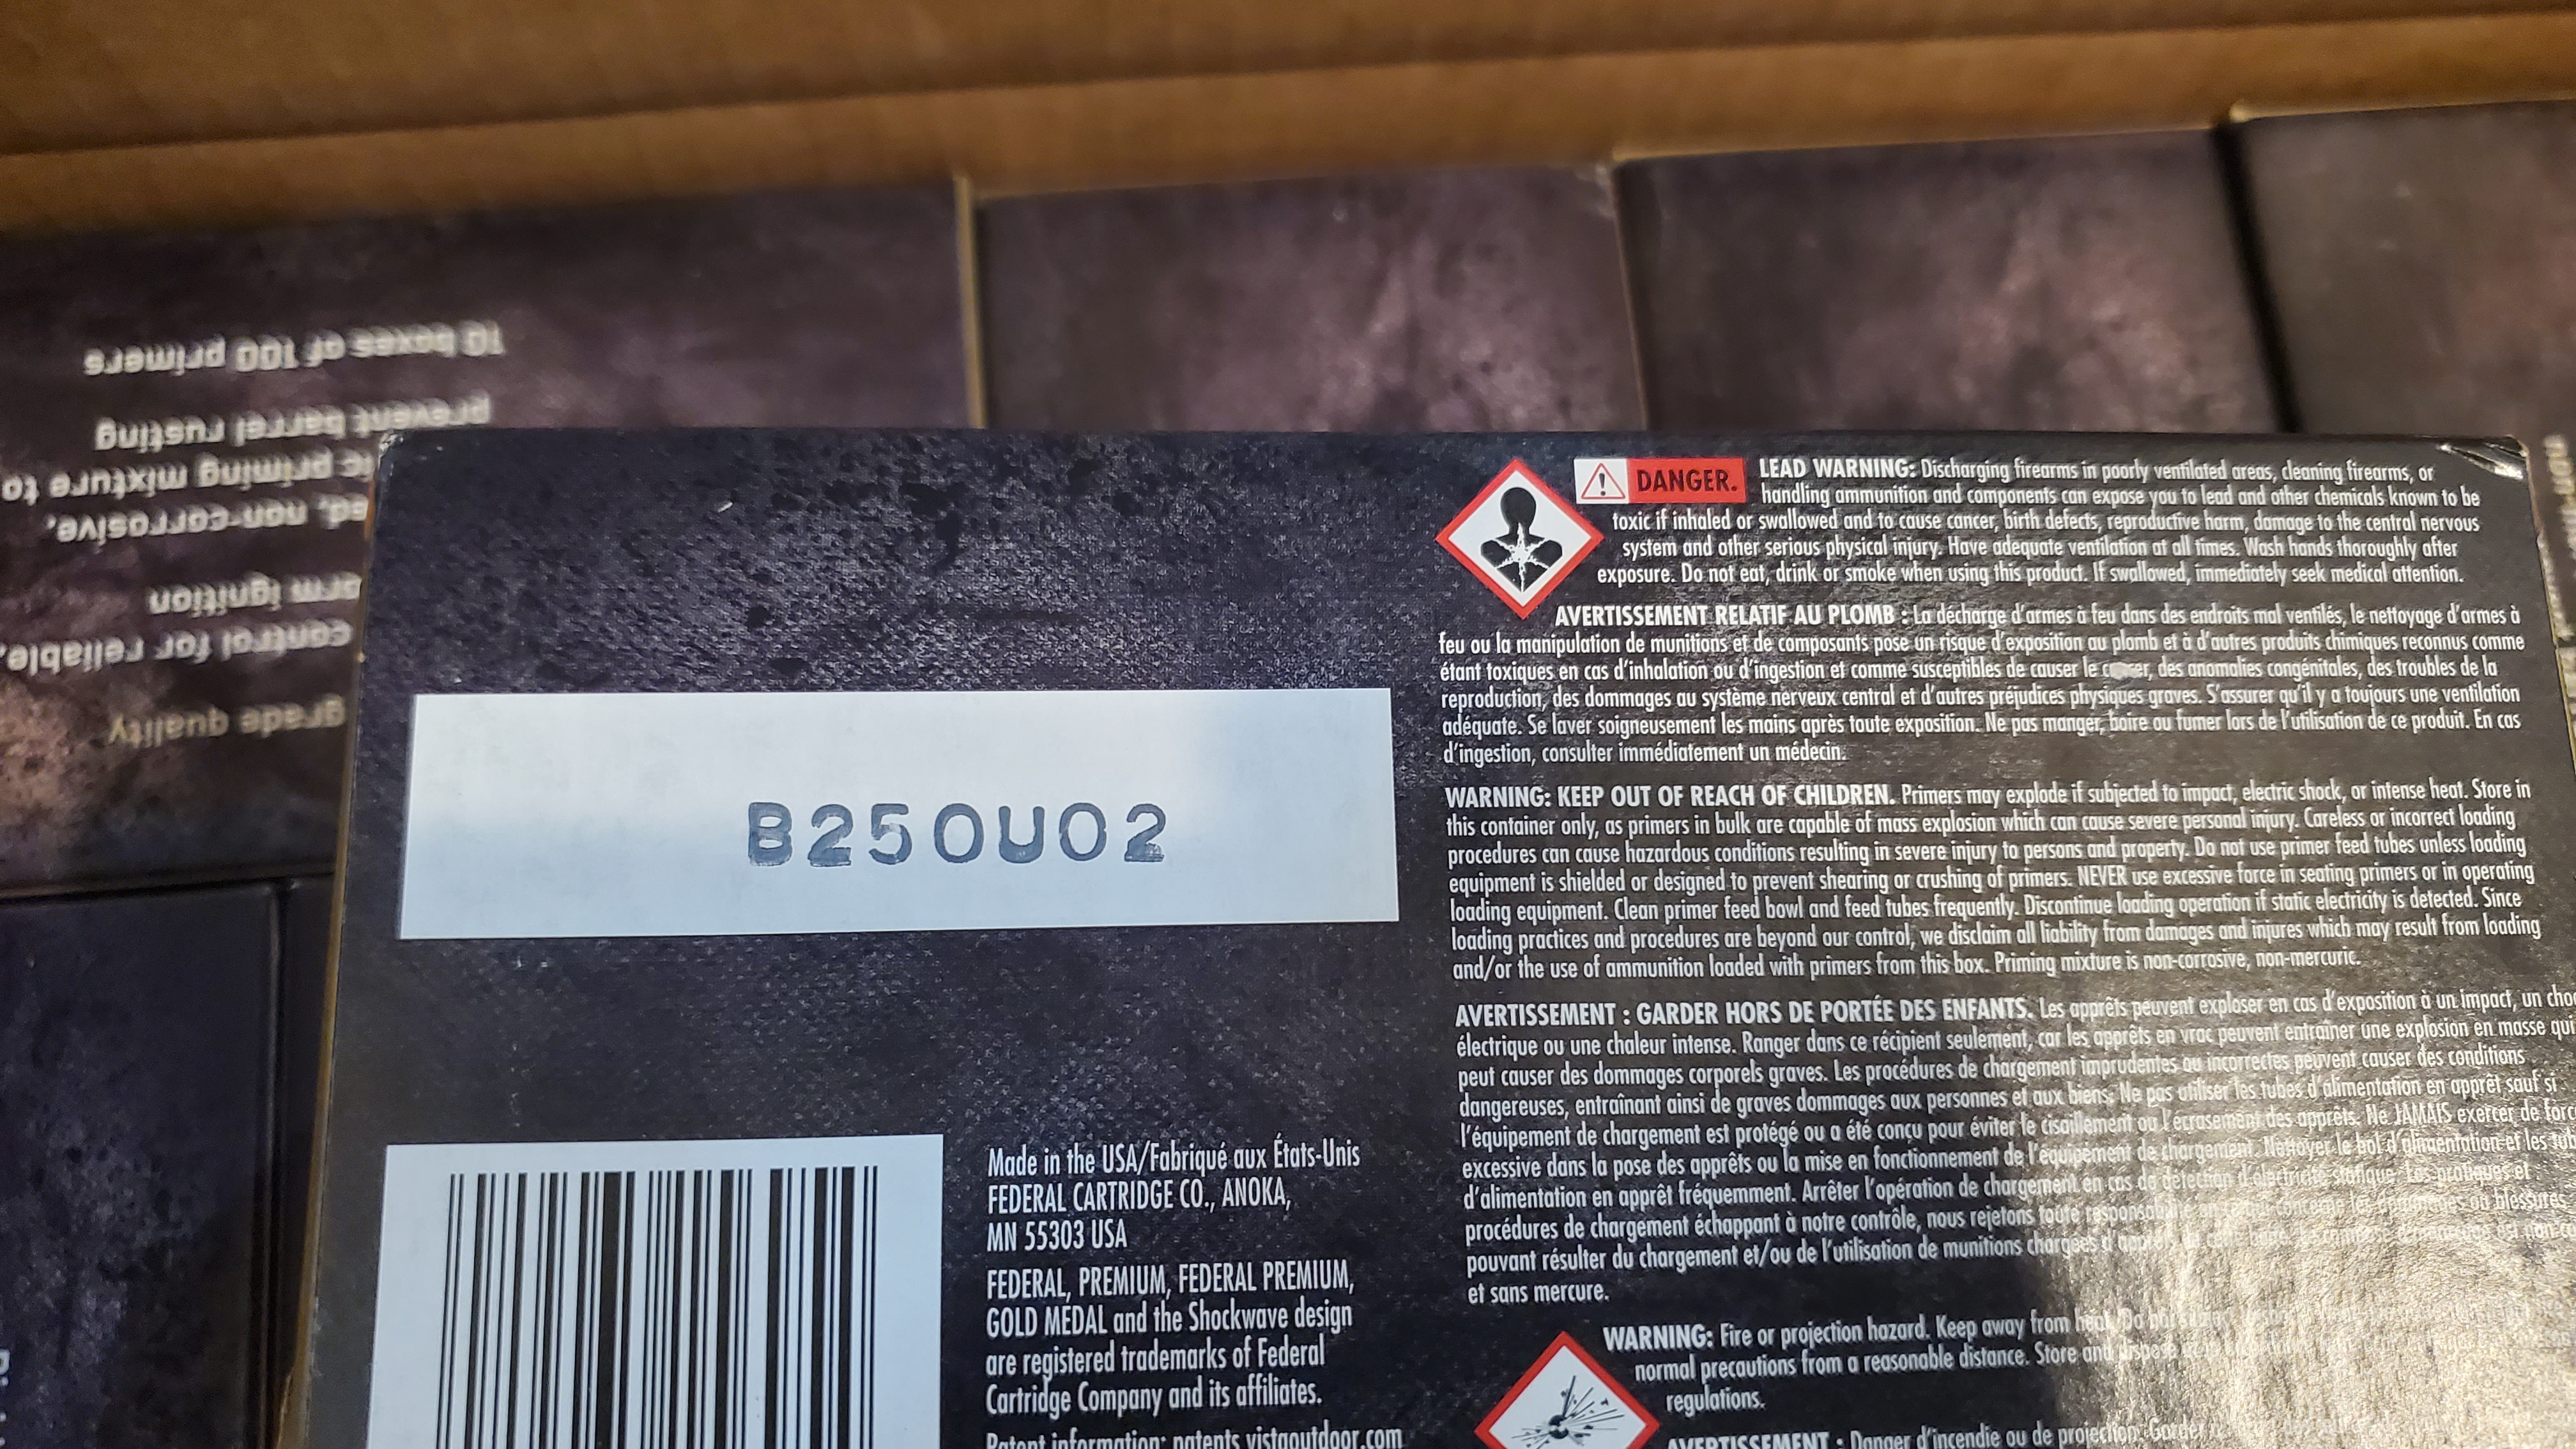 10 boxes of 100 primers
prevent barrel rusting
priming mixture to
non-corrosive,
ignition
control for reliable,
grade quality
B250U02
DANGER.
LEAD WARNING: Discharging firearms in poorly ventilated areas, cleaning firearms, or
handling ammunition and components can expose you to lead and other chemicals known to be
toxic if inhaled or swallowed and to cause cancer, birth defects, reproductive harm, damage to the central nervous
system and other serious physical injury. Have adequate ventilation at all times. Wash hands thoroughly after
exposure. Do not eat, drink or smoke when using this product. If swallowed, immediately seek medical attention.
AVERTISSEMENT RELATIF AU PLOMB : La décharge d'armes à feu dans des endroits mal ventilés, le nettoyage d'armes à
feu ou la manipulation de munitions et de composants pose un risque d'exposition au plomb et à d'autres produits chimiques reconnus comme
étant toxiques en cas d'inhalation ou d'ingestion et comme susceptibles de causer le des anomalies congénitales, des troubles de la
reproduction, des dommages au système nerveux central et d'autres préjudices physiques graves. S'assurer qu'il y a toujours une ventilation
adéquate. Se laver soigneusement les mains après toute exposition. Ne pas manger, boire ou fumer lors de l'utilisation de ce produit. En cas
d'ingestion, consulter immédiatement un médecin.
WARNING: KEEP OUT OF REACH OF CHILDREN. Primers may explode if subjected to impact, electric shock, or intense heat. Store in
this container only, as primers in bulk are capable of mass explosion which can cause severe personal injury. Careless or incorrect loading
procedures can cause hazardous conditions resulting in severe injury to persons and property. Do not use primer feed tubes unless loading
equipment is shielded or designed to prevent shearing or crushing of primers. NEVER use excessive force in seating primers or in operating
loading equipment. Clean primer feed bowl and feed tubes frequently. Discontinue loading operation if static electricity is detected. Since
loading practices and procedures are beyond our control, we disclaim all liability from damages and injures which may result from loading
and/or the use of ammunition loaded with primers from this box. Priming mixture is non-corrosive, non-mercuric.
AVERTISSEMENT : GARDER HORS DE PORTÉE DES ENFANTS. Les apprêts peuvent exploser en cas d'exposition à un impact, un
électrique ou une chaleur intense. Ranger dans ce récipient seulement, car les apprêts en vrac peuvent entraîner une explosion en masse qui
peut causer des dommages corporels graves. Les procédures de chargement imprudentes ou incorrectes peuvent causer des conditions
dangereuses, entraînant ainsi de graves dommages aux personnes et aux biens. Ne pas utiliser les tubes d'alimentation en apprêt sauf si
l'équipement de chargement est protégé ou a été conçu pour éviter le cisaillement ou l'écrasement des apprêts. Ne JAMAIS exercer de
excessive dans la pose des apprêts ou la mise en fonctionnement de l'équipement de chargement. Nettoyer le bol d'alimentation et les
d'alimentation en apprêt fréquemment. Arrêter l'opération de chargement en cas de détection d'électricité statique. Les pratiques et
procédures de chargement échappant à notre contrôle, nous rejetons toute concerne les dommages ou blessures
pouvant résulter du chargement et/ou de l'utilisation de munitions chargées
et sans mercure.
WARNING: Fire or projection hazard. Keep away from
normal precautions from a reasonable distance. Store and
regulations.
AVERTISSEMENT : Danger d'incendie ou de projection. Garder
Made in the USA/Fabriqué aux États-Unis
FEDERAL CARTRIDGE CO., ANOKA,
MN 55303 USA
FEDERAL, PREMIUM, FEDERAL PREMIUM,
GOLD MEDAL and the Shockwave design
are registered trademarks of Federal
Cartridge Company and its affiliates.
Patent information: patents.vistaoutdoor.com